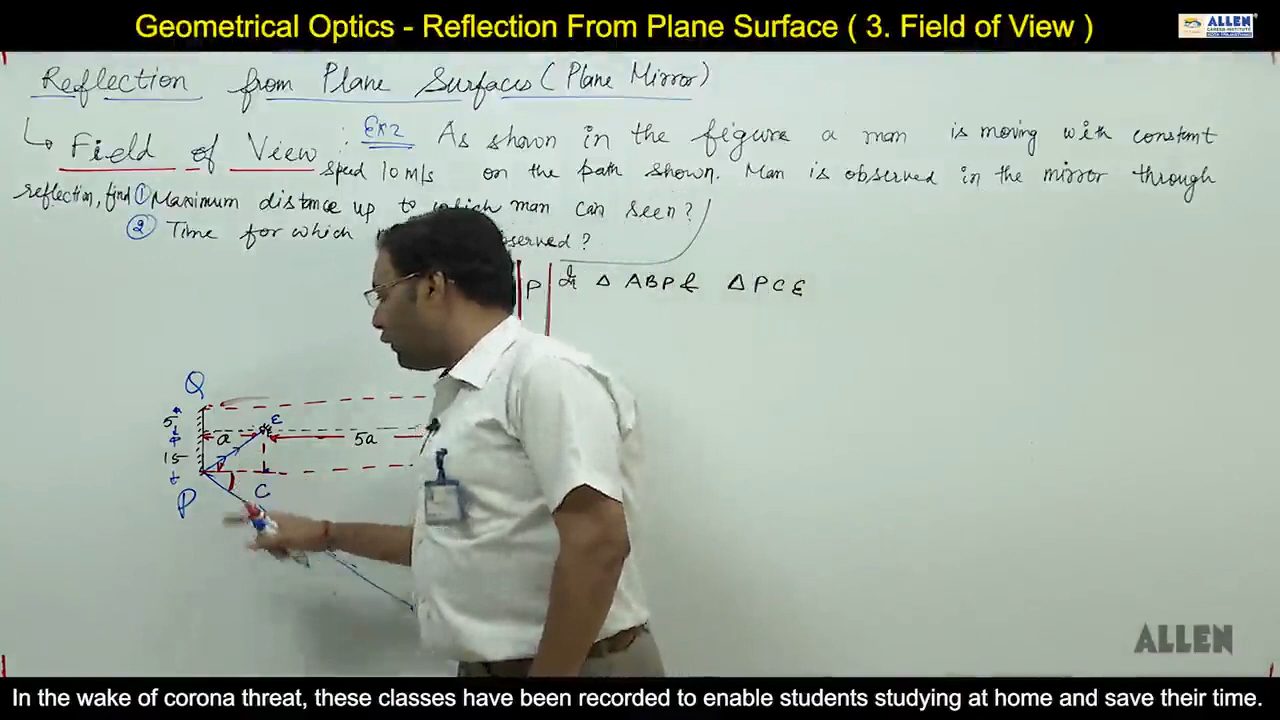 Geometrical Optics - Reflection From Plane Surface ( 3. Field of View )
ALLEN
Reflection from Plane Surfaces (Plane Mirror)
Field of View : Ex 2 As shown in the figure a man is moving with constant
speed 10 m/s on the path shown. Man is observed in the mirror through
reflection, find ① Maximum distance up to which man can seen?
② Time for which observed?
P
In Δ ABP & Δ PCE
Q
5
E
a
5a
15
C
P
ALLEN
In the wake of corona threat, these classes have been recorded to enable students studying at home and save their time.